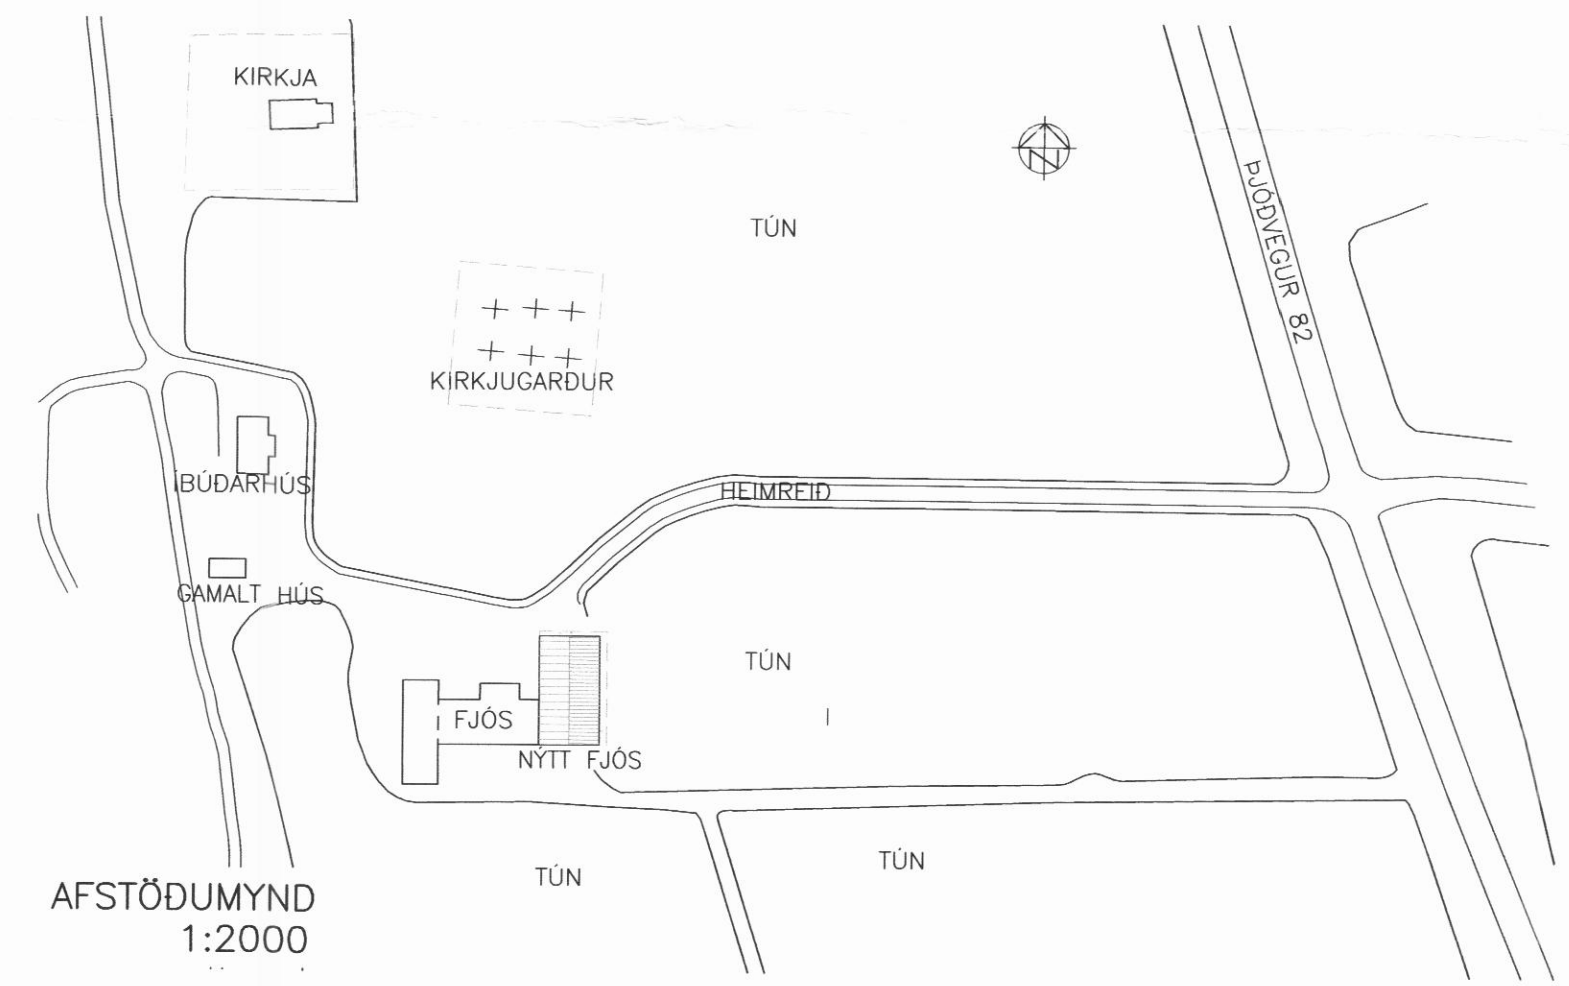 KIRKJA
N
TÚN
ÞJÓÐVEGUR 82
KIRKJUGARÐUR
ÍBÚÐARHÚS
HEIMREIÐ
GAMALT HÚS
TÚN
FJÓS
NÝTT FJÓS
TÚN
TÚN
AFSTÖÐUMYND
1:2000